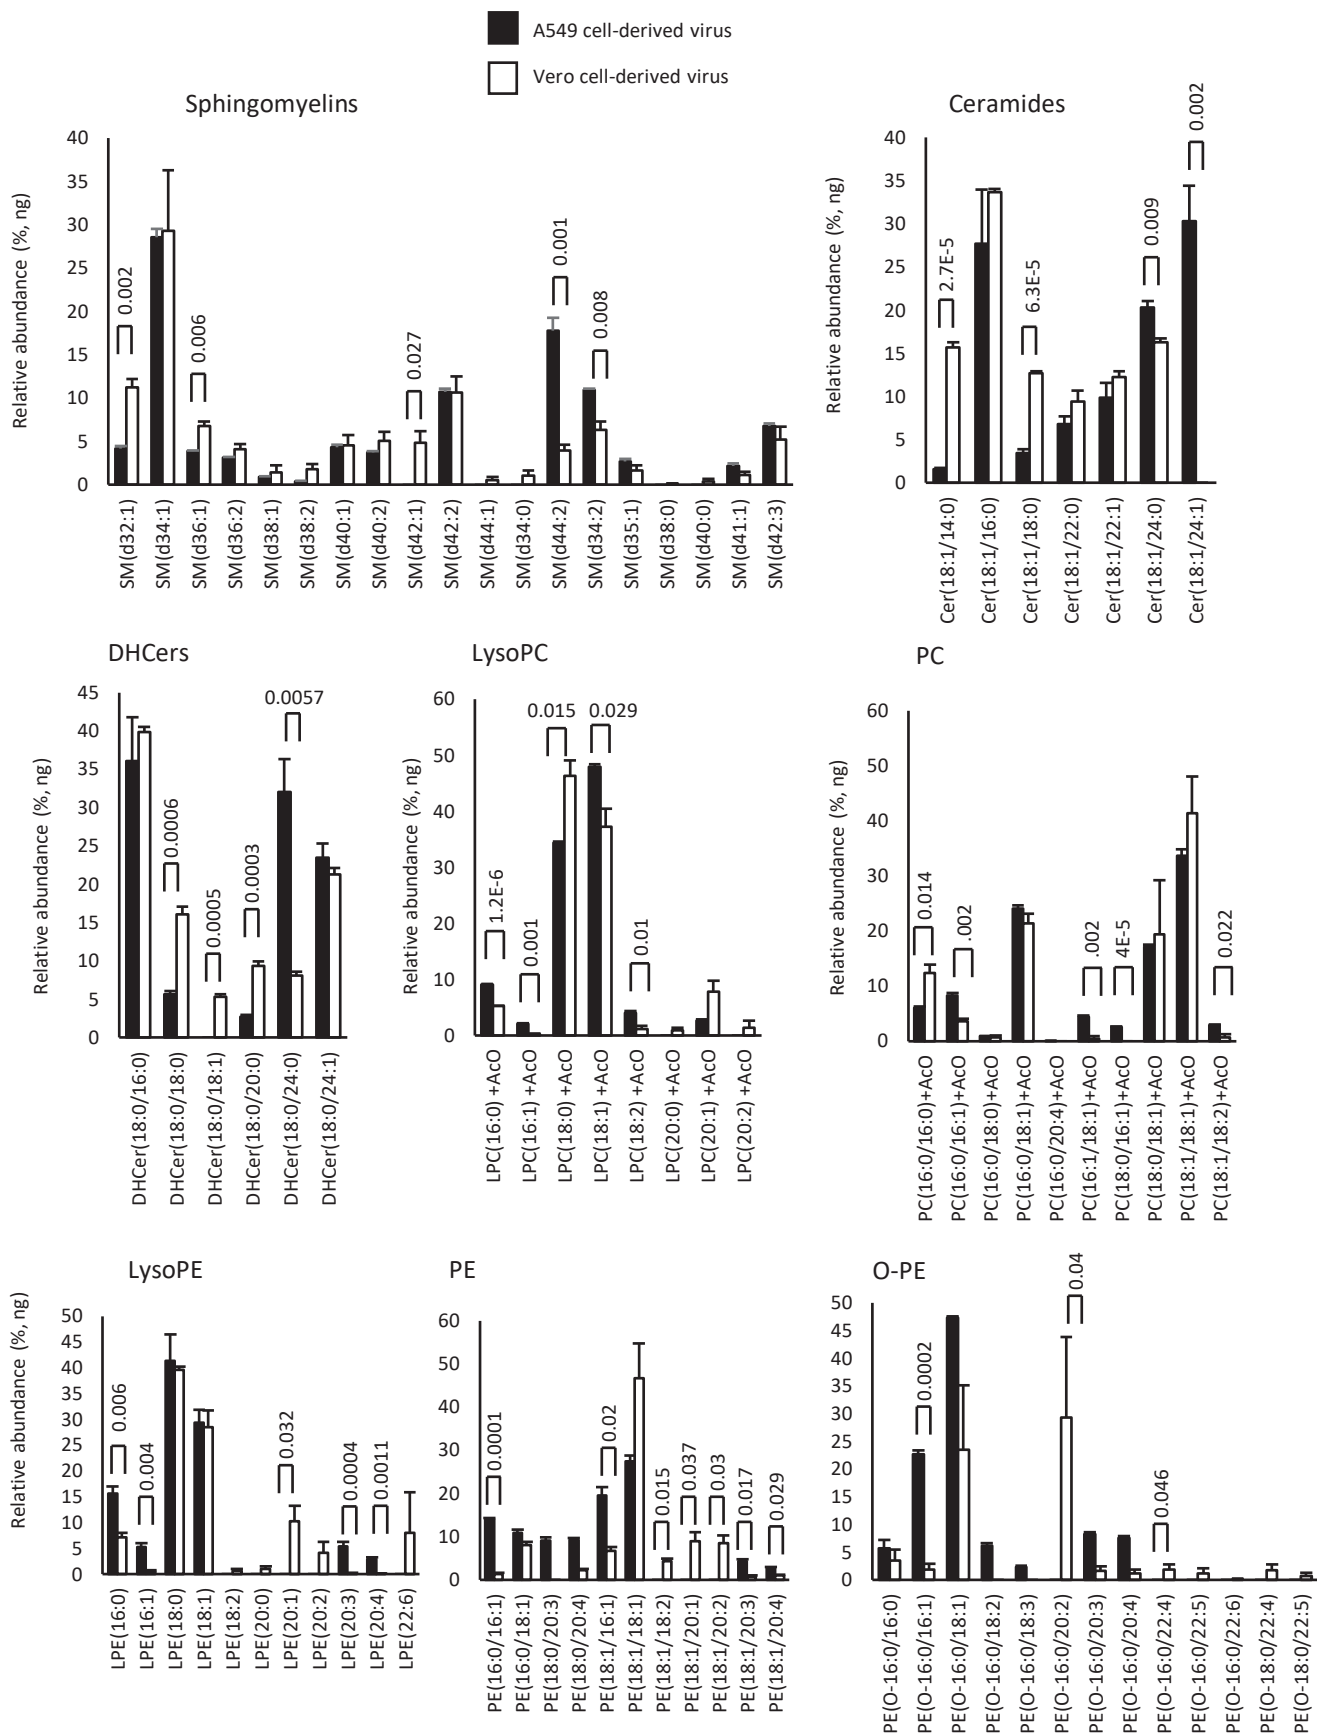 A549 cell-derived virus
Vero cell-derived virus
Sphingomyelins
Relative abundance (%, ng)
40
35
30
25
20
15
10
5
0
0.002
0.006
0.027
0.001
0.008
SM(d32:1)
SM(d34:1)
SM(d36:1)
SM(d36:2)
SM(d38:1)
SM(d38:2)
SM(d40:1)
SM(d40:2)
SM(d42:1)
SM(d42:2)
SM(d44:1)
SM(d34:0)
SM(d44:2)
SM(d34:2)
SM(d35:1)
SM(d38:0)
SM(d40:0)
SM(d41:1)
SM(d42:3)
Ceramides
Relative abundance (%, ng)
40
35
30
25
20
15
10
5
0
2.7E-5
6.3E-5
0.009
0.002
Cer(18:1/14:0)
Cer(18:1/16:0)
Cer(18:1/18:0)
Cer(18:1/22:0)
Cer(18:1/22:1)
Cer(18:1/24:0)
Cer(18:1/24:1)
DHCers
Relative abundance (%, ng)
45
40
35
30
25
20
15
10
5
0
0.0006
0.0005
0.0003
0.0057
DHCer(18:0/16:0)
DHCer(18:0/18:0)
DHCer(18:0/18:1)
DHCer(18:0/20:0)
DHCer(18:0/24:0)
DHCer(18:0/24:1)
LysoPC
Relative abundance (%, ng)
60
50
40
30
20
10
0
1.2E-6
0.001
0.015
0.029
0.01
LPC(16:0) +AcO
LPC(16:1) +AcO
LPC(18:0) +AcO
LPC(18:1) +AcO
LPC(18:2) +AcO
LPC(20:0) +AcO
LPC(20:1) +AcO
LPC(20:2) +AcO
PC
Relative abundance (%, ng)
60
50
40
30
20
10
0
0.014
.002
.002
4E-5
0.022
PC(16:0/16:0)+AcO
PC(16:0/16:1)+AcO
PC(16:0/18:0)+AcO
PC(16:0/18:1)+AcO
PC(16:0/20:4)+AcO
PC(16:1/18:1)+AcO
PC(18:0/16:1)+AcO
PC(18:0/18:1)+AcO
PC(18:1/18:1)+AcO
PC(18:1/18:2)+AcO
LysoPE
Relative abundance (%, ng)
50
45
40
35
30
25
20
15
10
5
0
0.006
0.004
0.032
0.0004
0.0011
LPE(16:0)
LPE(16:1)
LPE(18:0)
LPE(18:1)
LPE(18:2)
LPE(20:0)
LPE(20:1)
LPE(20:2)
LPE(20:3)
LPE(20:4)
LPE(22:6)
PE
60
50
40
30
20
10
0
0.0001
0.02
0.015
0.037
0.03
0.017
0.029
PE(16:0/16:1)
PE(16:0/18:1)
PE(18:0/20:3)
PE(18:0/20:4)
PE(18:1/16:1)
PE(18:1/18:1)
PE(18:1/18:2)
PE(18:1/20:1)
PE(18:1/20:2)
PE(18:1/20:3)
PE(18:1/20:4)
O-PE
50
45
40
35
30
25
20
15
10
5
0
0.0002
0.04
0.046
PE(O-16:0/16:0)
PE(O-16:0/16:1)
PE(O-16:0/18:1)
PE(O-16:0/18:2)
PE(O-16:0/18:3)
PE(O-16:0/20:2)
PE(O-16:0/20:3)
PE(O-16:0/20:4)
PE(O-16:0/22:4)
PE(O-16:0/22:5)
PE(O-16:0/22:6)
PE(O-18:0/22:4)
PE(O-18:0/22:5)